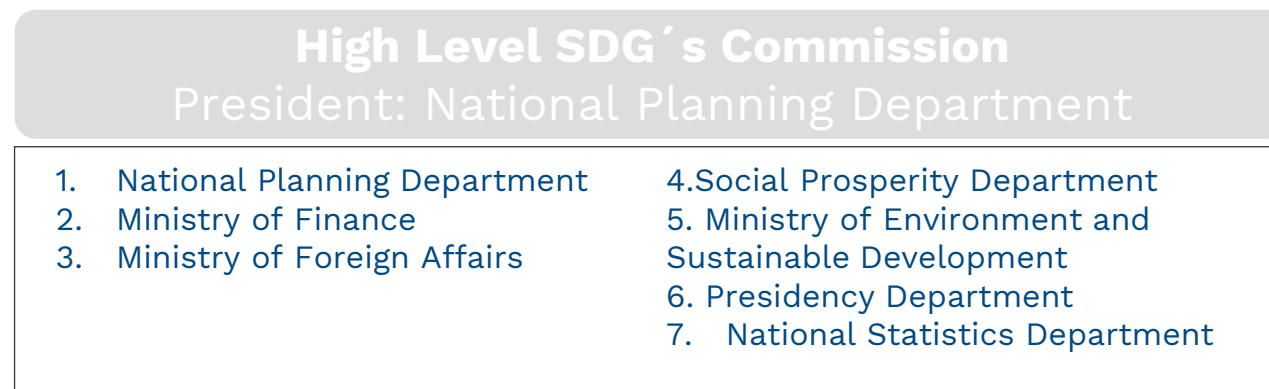 High Level SDG´s Commission
President: National Planning Department
1. National Planning Department
2. Ministry of Finance
3. Ministry of Foreign Affairs
4.Social Prosperity Department
5. Ministry of Environment and
Sustainable Development
6. Presidency Department
7. National Statistics Department